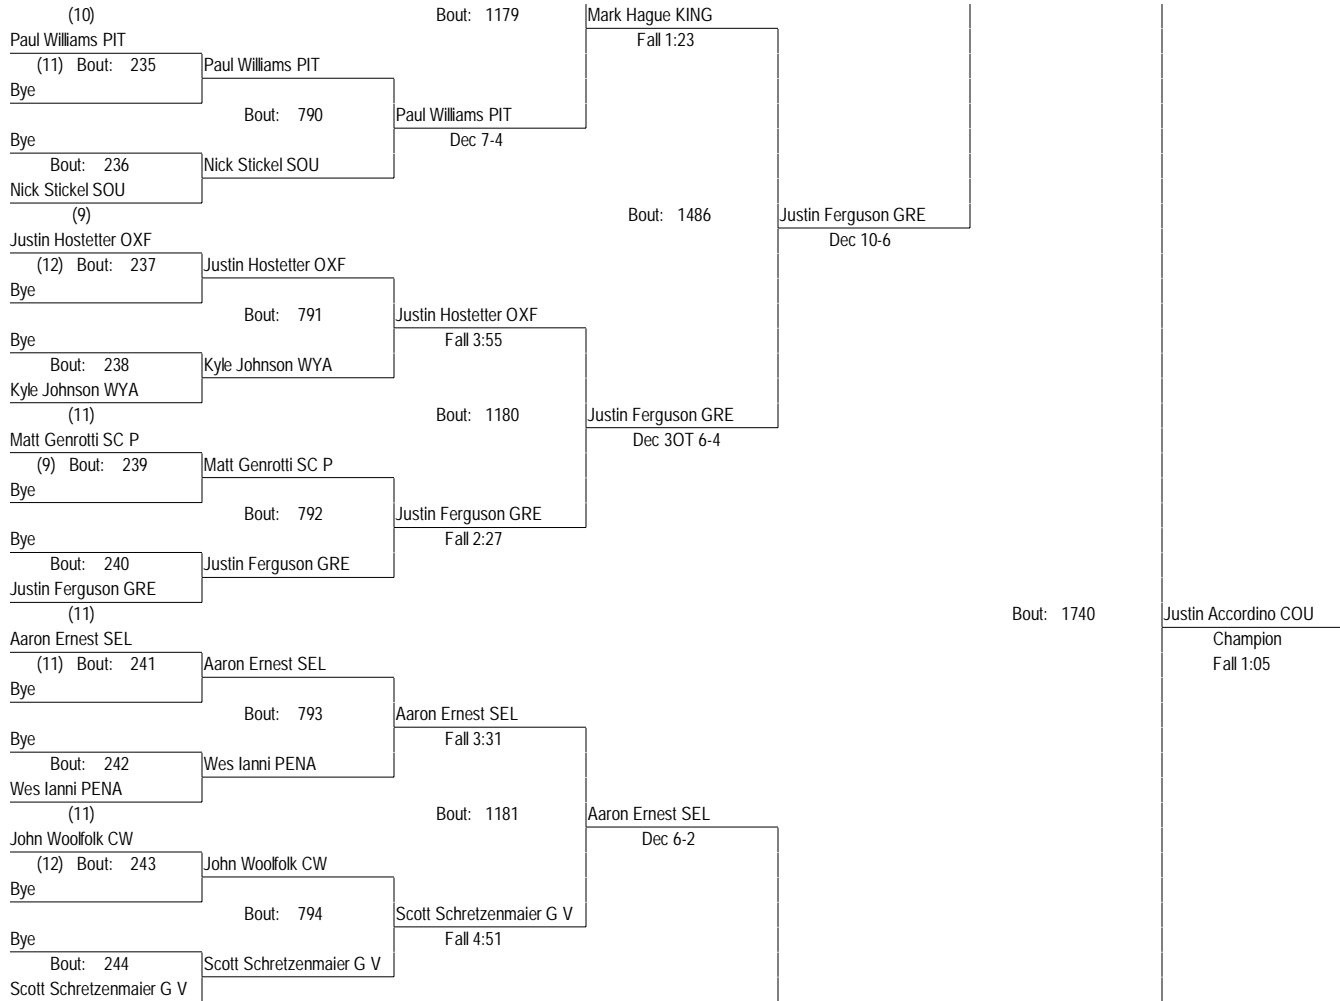 (10) Bout: 1179 Mark Hague KING
Paul Williams PIT Fall 1:23
(11) Bout: 235 Paul Williams PIT
Bye
Bout: 790 Paul Williams PIT
Bye Dec 7-4
Bout: 236 Nick Stickel SOU
Nick Stickel SOU
(9) Bout: 1486 Justin Ferguson GRE
Justin Hostetter OXF Dec 10-6
(12) Bout: 237 Justin Hostetter OXF
Bye
Bout: 791 Justin Hostetter OXF
Bye Fall 3:55
Bout: 238 Kyle Johnson WYA
Kyle Johnson WYA
(11) Bout: 1180 Justin Ferguson GRE
Matt Genrotti SC P Dec 3OT 6-4
(9) Bout: 239 Matt Genrotti SC P
Bye
Bout: 792 Justin Ferguson GRE
Bye Fall 2:27
Bout: 240 Justin Ferguson GRE
Justin Ferguson GRE
(11) Bout: 1740 Justin Accordino COU
Aaron Ernest SEL Champion
(11) Bout: 241 Aaron Ernest SEL Fall 1:05
Bye
Bout: 793 Aaron Ernest SEL
Bye Fall 3:31
Bout: 242 Wes Ianni PENA
Wes Ianni PENA
(11) Bout: 1181 Aaron Ernest SEL
John Woolfolk CW Dec 6-2
(12) Bout: 243 John Woolfolk CW
Bye
Bout: 794 Scott Schretzenmaier G V
Bye Fall 4:51
Bout: 244 Scott Schretzenmaier G V
Scott Schretzenmaier G V